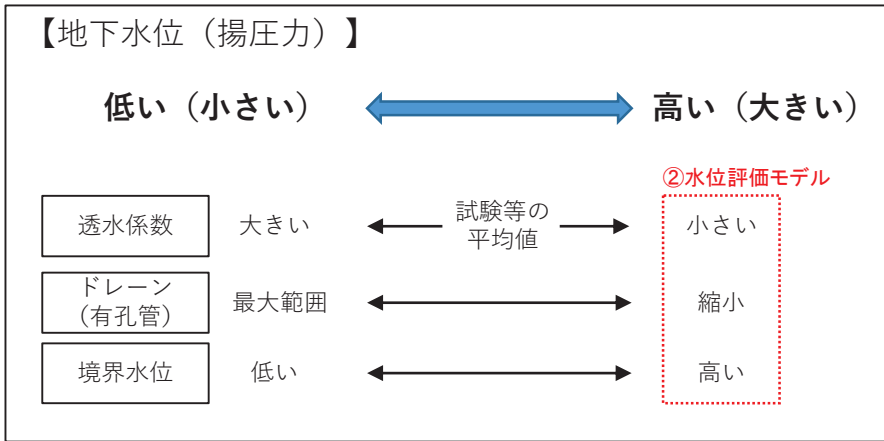 【地下水位（揚圧力）】
低い（小さい）
高い（大きい）
②水位評価モデル
透水係数
大きい
試験等の
平均値
小さい
ドレーン
（有孔管）
最大範囲
縮小
境界水位
低い
高い